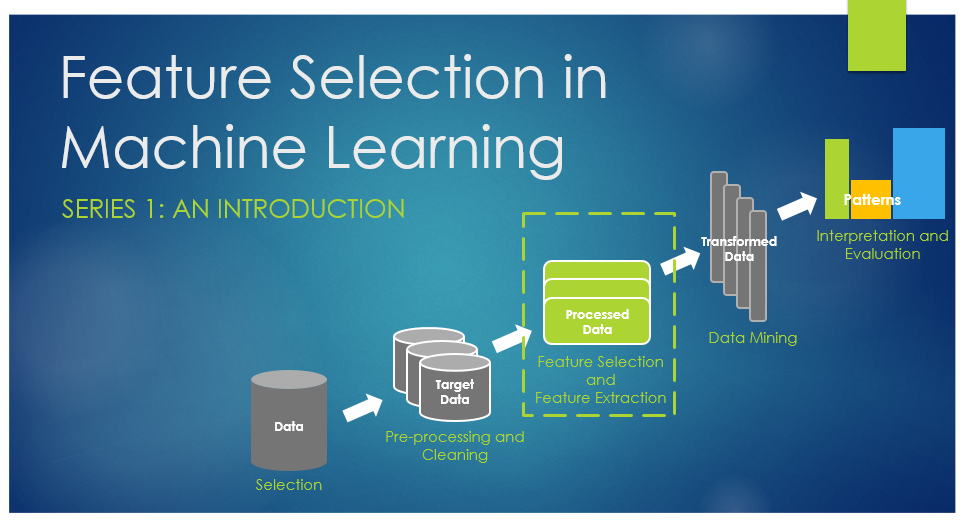 Feature Selection in
Machine Learning
SERIES 1: AN INTRODUCTION
Data
Selection
Target
Data
Pre-processing and
Cleaning
Processed
Data
Feature Selection
and
Feature Extraction
Transformed
Data
Data Mining
Patterns
Interpretation and
Evaluation